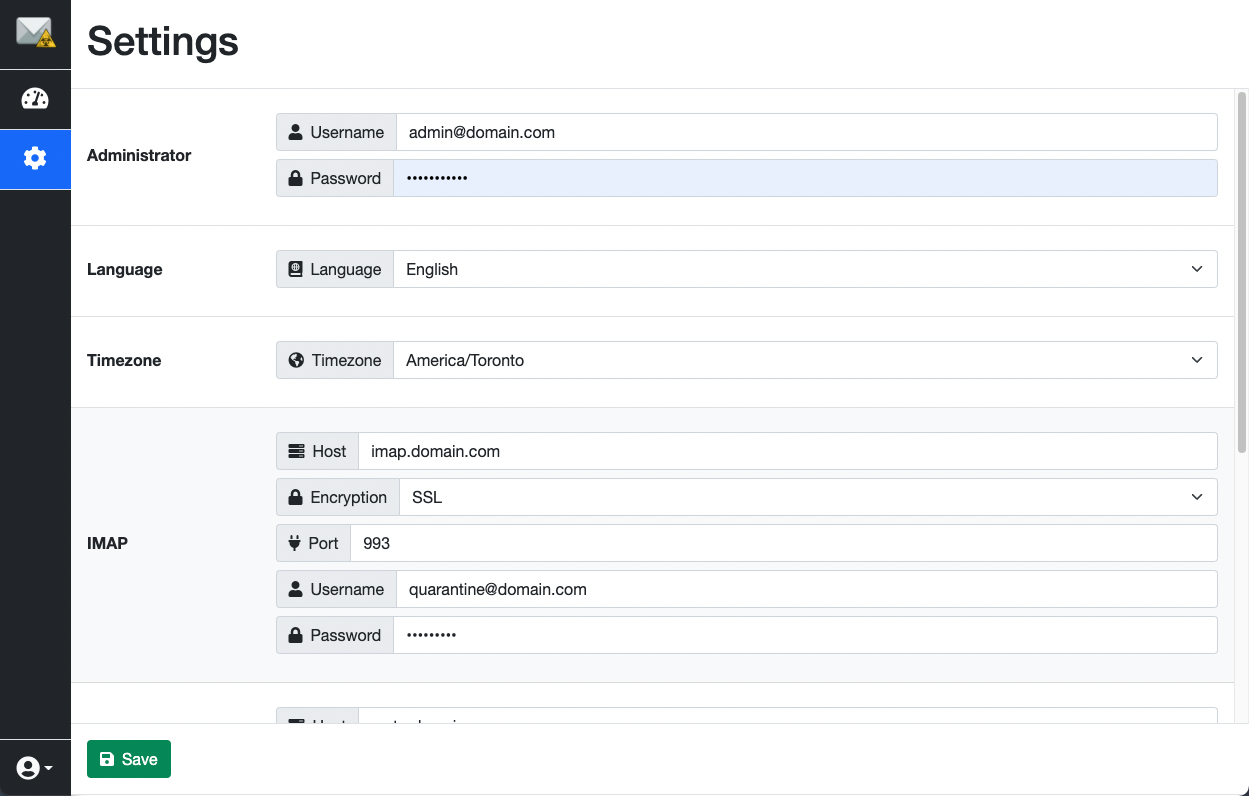 Settings
Administrator
Username admin@domain.com
Password •••••••••••
Language
Language English
Timezone
Timezone America/Toronto
IMAP
Host imap.domain.com
Encryption SSL
Port 993
Username quarantine@domain.com
Password •••••••••
Save